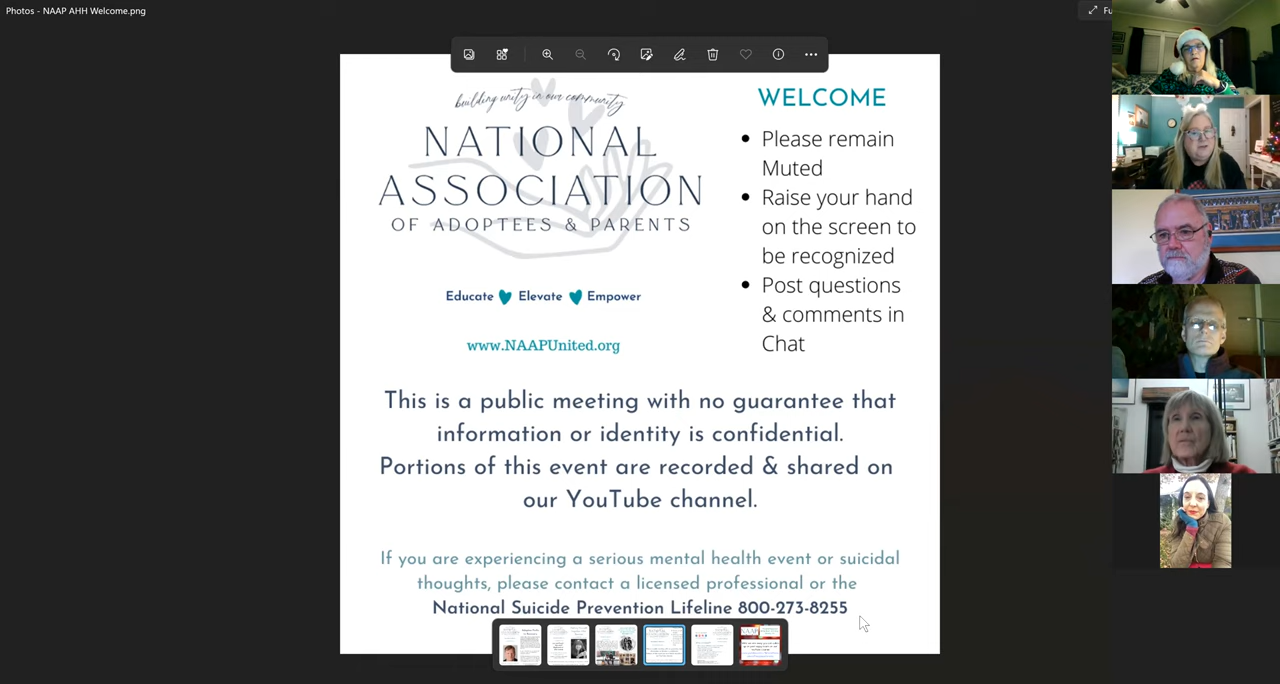 Photos - NAAP AHH Welcome.png
Fu
building unity in our community
NATIONAL
ASSOCIATION
OF ADOPTEES & PARENTS
Educate Elevate Empower
www.NAAPUnited.org
WELCOME
• Please remain
Muted
• Raise your hand
on the screen to
be recognized
• Post questions
& comments in
Chat
This is a public meeting with no guarantee that
information or identity is confidential.
Portions of this event are recorded & shared on
our YouTube channel.
If you are experiencing a serious mental health event or suicidal
thoughts, please contact a licensed professional or the
National Suicide Prevention Lifeline 800-273-8255